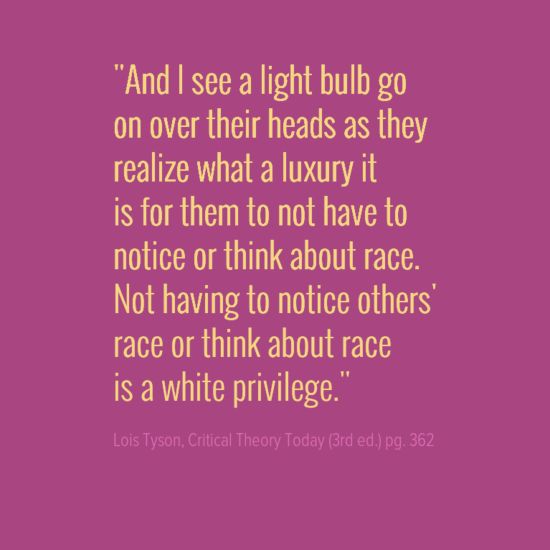 "And I see a light bulb go
on over their heads as they
realize what a luxury it
is for them to not have to
notice or think about race.
Not having to notice others'
race or think about race
is a white privilege."
Lois Tyson, Critical Theory Today (3rd ed.) pg. 362